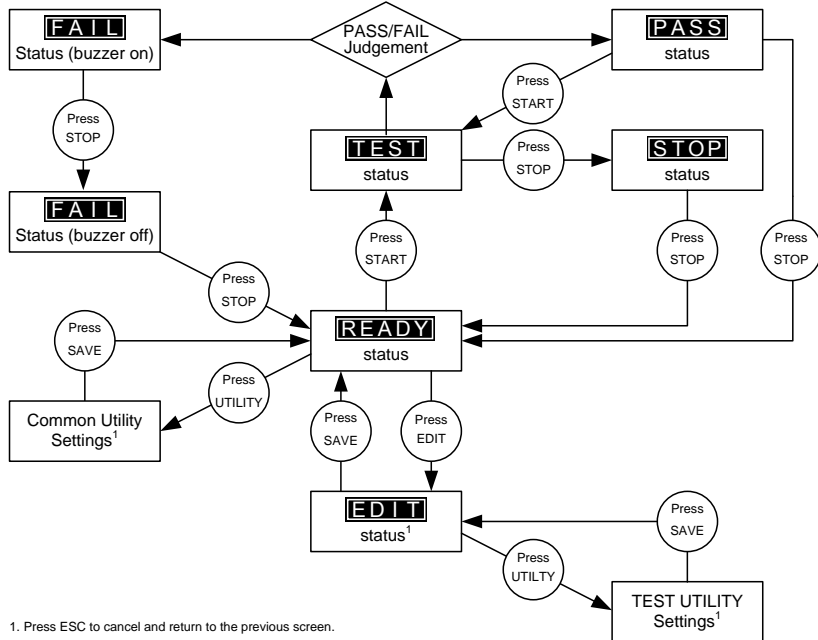 FAIL
Status (buzzer on)
PASS/FAIL
Judgement
PASS
status
Press
START
Press
STOP
TEST
status
Press
STOP
STOP
status
FAIL
Status (buzzer off)
Press
START
Press
STOP
Press
STOP
Press
STOP
READY
status
Press
SAVE
Press
UTILITY
Common Utility
Settings1
Press
SAVE
Press
EDIT
EDIT
status1
Press
SAVE
Press
UTILTY
TEST UTILITY
Settings1
1. Press ESC to cancel and return to the previous screen.